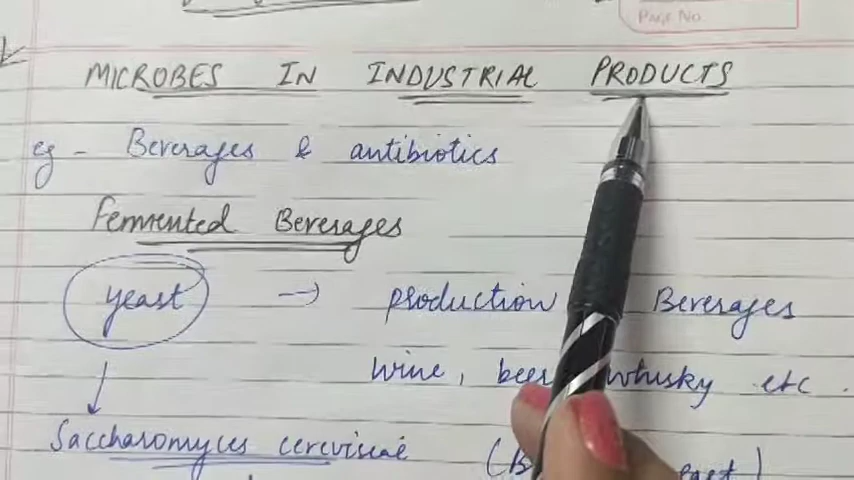 PAGE No.
MICROBES IN INDUSTRIAL PRODUCTS
eg - Beverages & antibiotics
Fermented Beverages
yeast → production Beverages
wine, beer whisky etc.
Saccharomyces cerevisiae (B